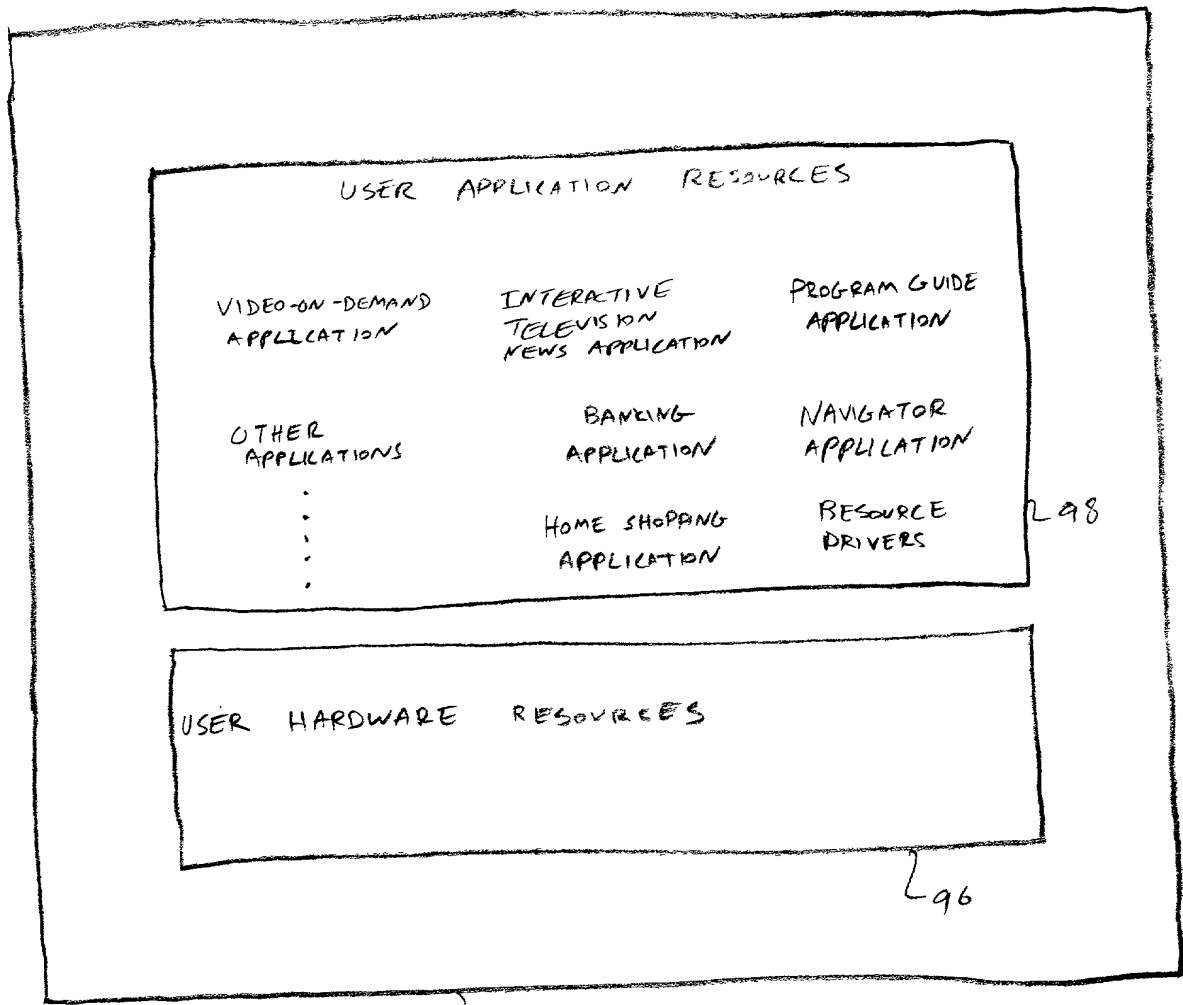 USER APPLICATION RESOURCES
VIDEO-ON-DEMAND
APPLICATION
INTERACTIVE
TELEVISION
NEWS APPLICATION
PROGRAM GUIDE
APPLICATION
OTHER
APPLICATIONS
BANKING
APPLICATION
NAVIGATOR
APPLICATION
HOME SHOPPING
APPLICATION
RESOURCE
DRIVERS
98
USER HARDWARE RESOURCES
96